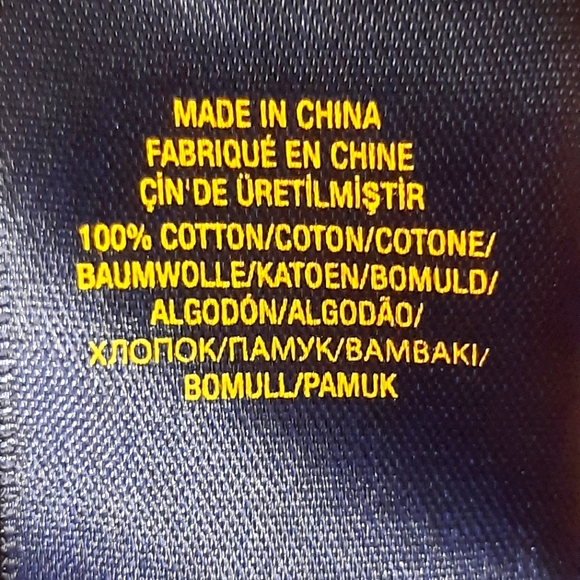 MADE IN CHINA
FABRIQUÉ EN CHINE
ÇİN'DE ÜRETİLMİŞTİR
100% COTTON/COTON/COTONE/
BAUMWOLLE/KATOEN/BOMULD/
ALGODÓN/ALGODÃO/
ХЛОПОК/ПАМУК/ΒΑΜΒΑΚΙ/
BOMULL/PAMUK